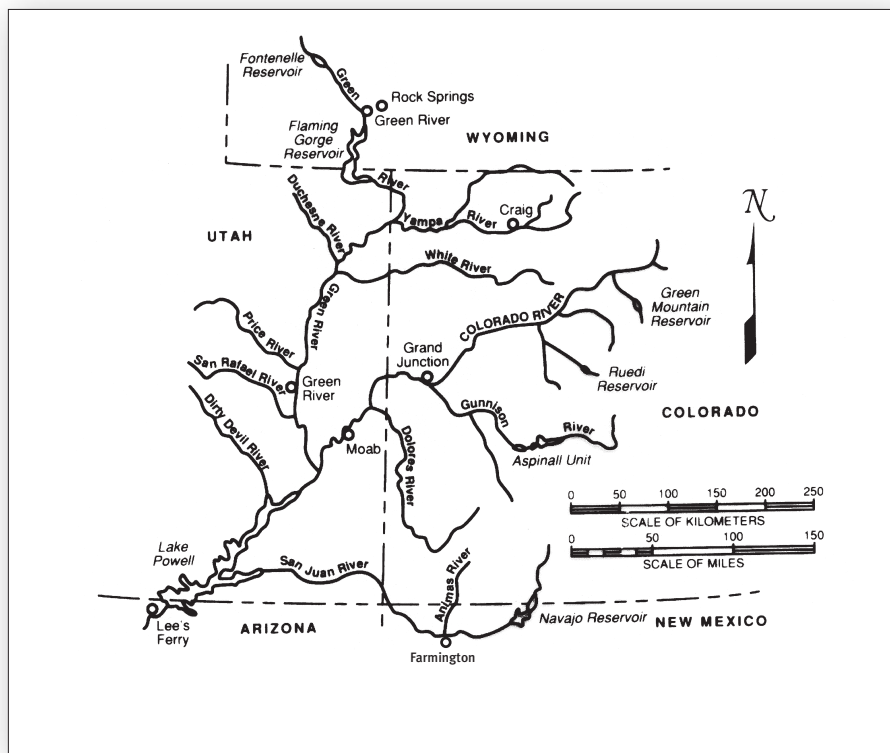 Fontenelle
Reservoir
Green
Rock Springs
Green River
Flaming
Gorge
Reservoir
WYOMING
River
Duchesne River
Yampa
River
Craig
UTAH
White River
N
Green River
COLORADO RIVER
Green
Mountain
Reservoir
Price River
Grand
Junction
San Rafael River
Green
River
Ruedi
Reservoir
Dirty Devil River
Gunnison
River
COLORADO
Moab
Dolores River
Aspinall Unit
0 50 100 150 200 250
SCALE OF KILOMETERS
0 50 100 150
SCALE OF MILES
Lake
Powell
San Juan River
Animas River
Lee's
Ferry
ARIZONA
Navajo Reservoir
NEW MEXICO
Farmington